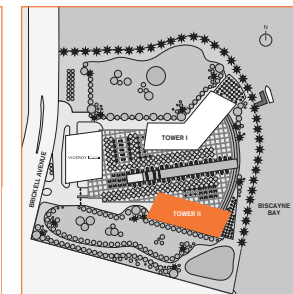 N
TOWER I
VICEROY
BRICKELL AVENUE
TOWER II
BISCAYNE
BAY